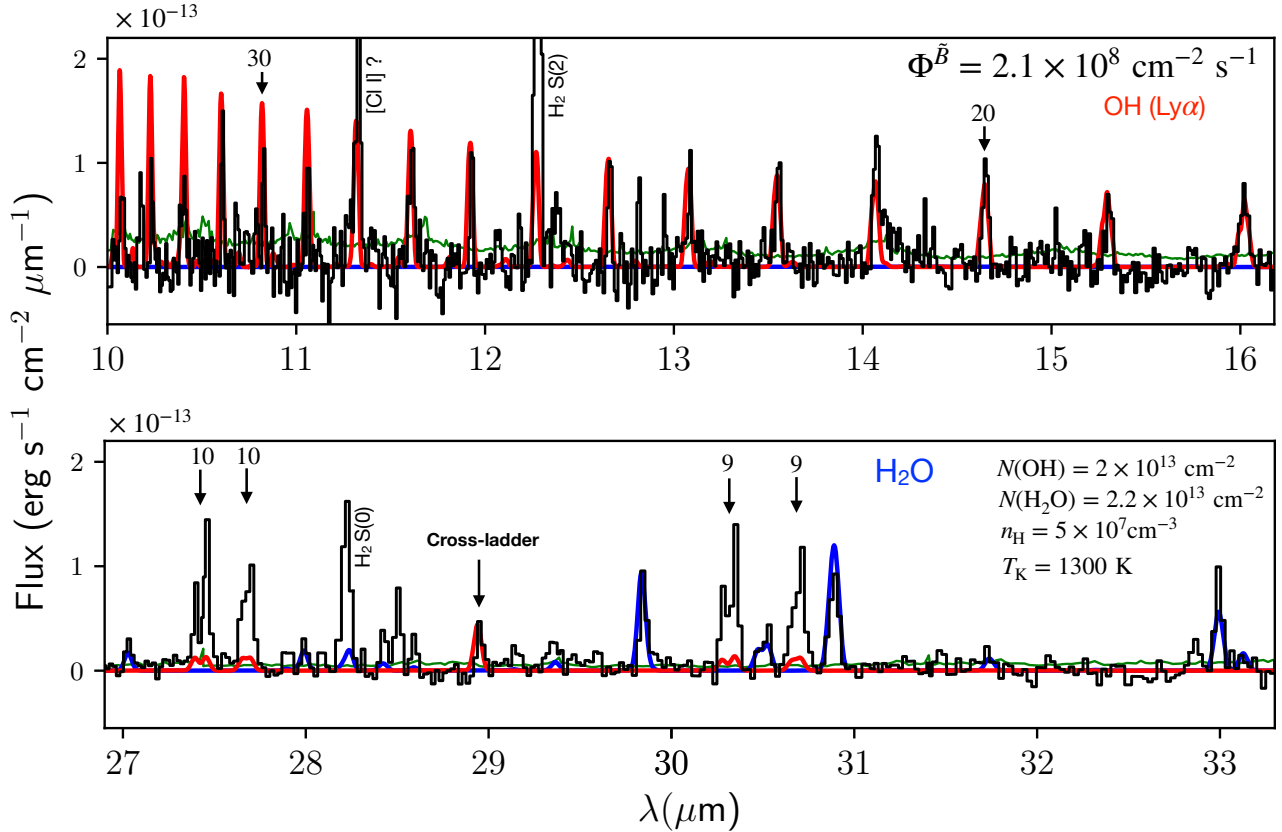 × 10⁻¹³
30
[Cl I] ?
H₂ S(2)
Φ^B̃ = 2.1 × 10⁸ cm⁻² s⁻¹
OH (Lyα)
20
2
1
0
10 11 12 13 14 15 16
Flux (erg s⁻¹ cm⁻² μm⁻¹)
× 10⁻¹³
10 10
H₂ S(0)
Cross-ladder
9 9
H₂O
N(OH) = 2 × 10¹³ cm⁻²
N(H₂O) = 2.2 × 10¹³ cm⁻²
n_H = 5 × 10⁷cm⁻³
T_K = 1300 K
2
1
0
27 28 29 30 31 32 33
λ(μm)